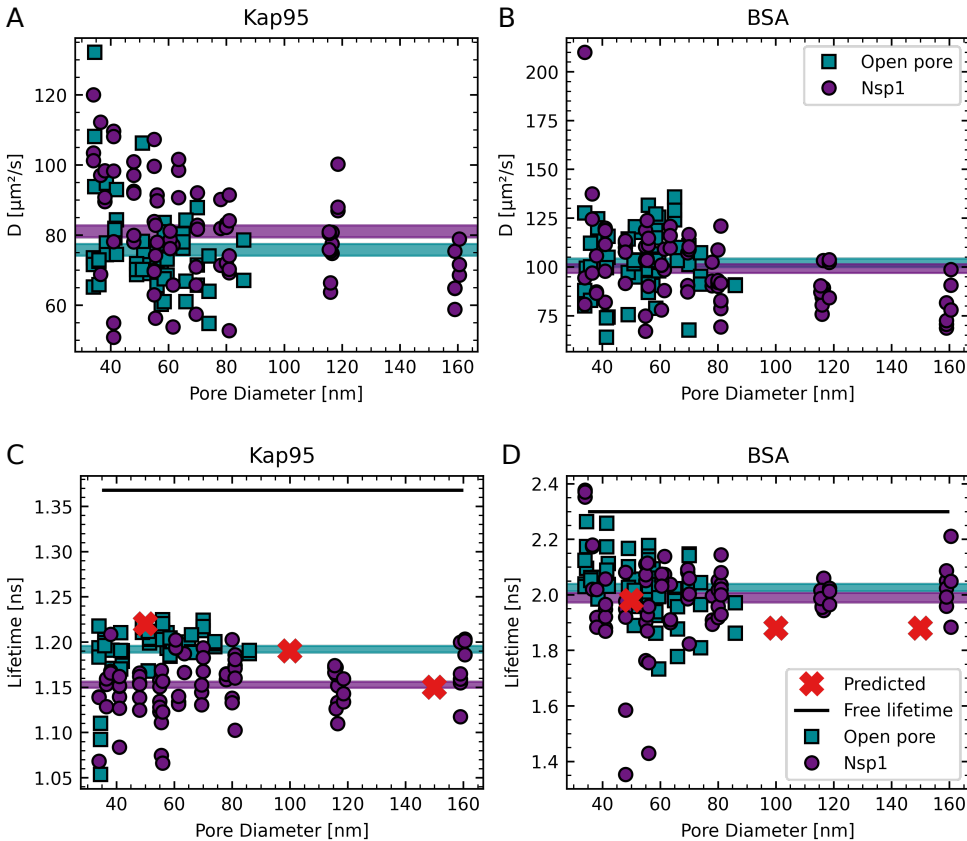 A
Kap95
D [µm²/s]
120
100
80
60
40 60 80 100 120 140 160
Pore Diameter [nm]
B
BSA
D [µm²/s]
200
175
150
125
100
75
40 60 80 100 120 140 160
Pore Diameter [nm]
Open pore
Nsp1
C
Kap95
Lifetime [ns]
1.35
1.30
1.25
1.20
1.15
1.10
1.05
40 60 80 100 120 140 160
Pore Diameter [nm]
D
BSA
Lifetime [ns]
2.4
2.2
2.0
1.8
1.6
1.4
40 60 80 100 120 140 160
Pore Diameter [nm]
Predicted
Free lifetime
Open pore
Nsp1